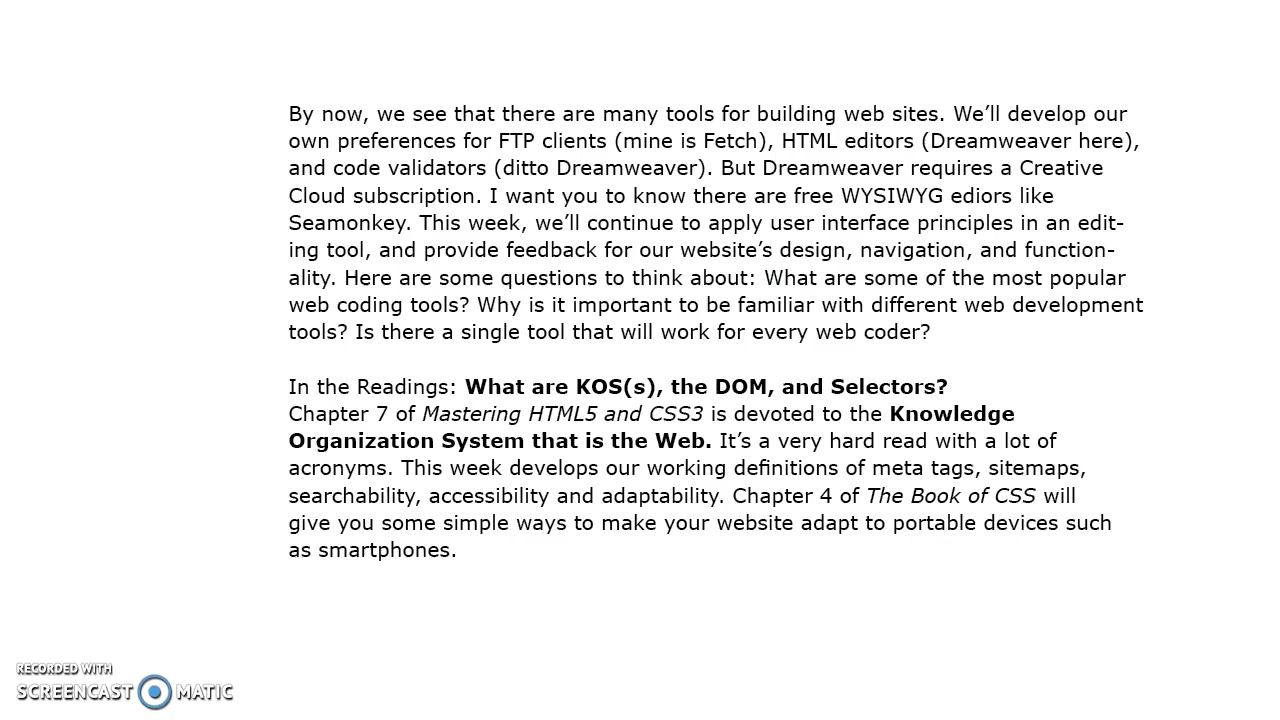 By now, we see that there are many tools for building web sites. We’ll develop our
own preferences for FTP clients (mine is Fetch), HTML editors (Dreamweaver here),
and code validators (ditto Dreamweaver). But Dreamweaver requires a Creative
Cloud subscription. I want you to know there are free WYSIWYG ediors like
Seamonkey. This week, we’ll continue to apply user interface principles in an edit-
ing tool, and provide feedback for our website’s design, navigation, and function-
ality. Here are some questions to think about: What are some of the most popular
web coding tools? Why is it important to be familiar with different web development
tools? Is there a single tool that will work for every web coder?
In the Readings: What are KOS(s), the DOM, and Selectors?
Chapter 7 of Mastering HTML5 and CSS3 is devoted to the Knowledge
Organization System that is the Web. It’s a very hard read with a lot of
acronyms. This week develops our working definitions of meta tags, sitemaps,
searchability, accessibility and adaptability. Chapter 4 of The Book of CSS will
give you some simple ways to make your website adapt to portable devices such
as smartphones.
RECORDED WITH
SCREENCAST MATIC